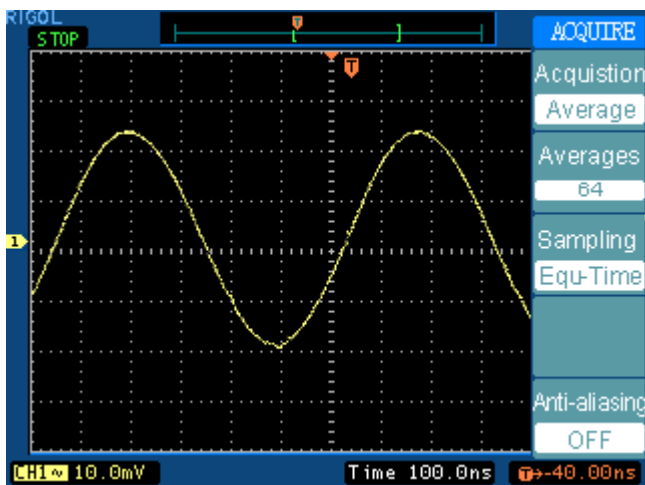 RIGOL
STOP
T
ACQUIRE
T
Acquistion
Average
Averages
64
1
Sampling
Equ-Time
Anti-aliasing
OFF
CH1~ 10.0mV
Time 100.0ns
T→-40.00ns